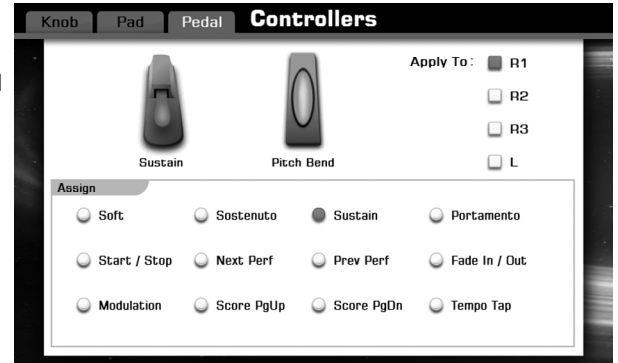 Knob Pad Pedal Controllers
Apply To: R1
R2
R3
L
Sustain Pitch Bend
Assign
Soft Sostenuto Sustain Portamento
Start / Stop Next Perf Prev Perf Fade In / Out
Modulation Score PgUp Score PgDn Tempo Tap